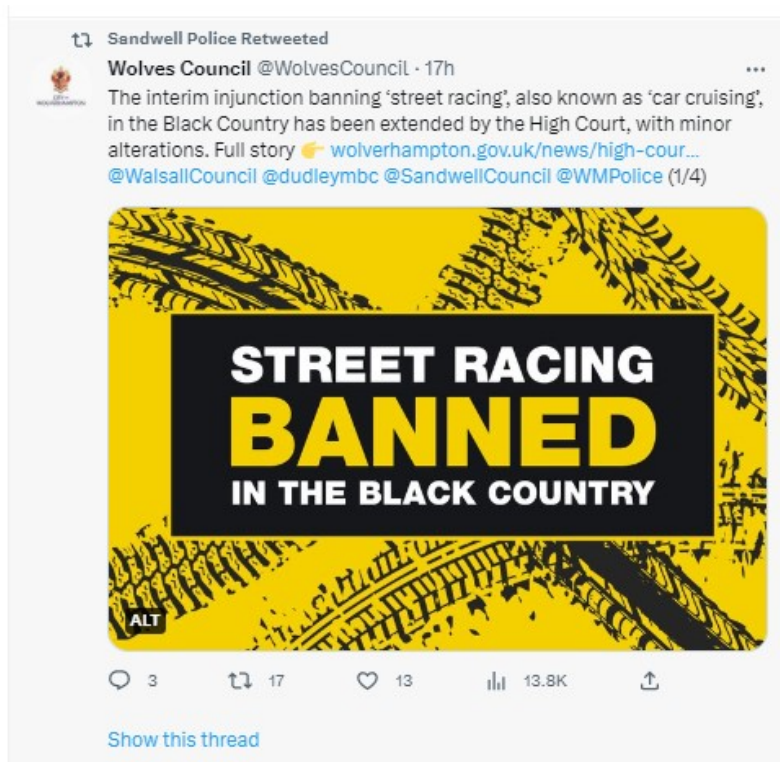 Sandwell Police Retweeted
Wolves Council @WolvesCouncil · 17h
The interim injunction banning ‘street racing’, also known as ‘car cruising’,
in the Black Country has been extended by the High Court, with minor
alterations. Full story 👉 wolverhampton.gov.uk/news/high-cour...
@WalsallCouncil @dudleymbc @SandwellCouncil @WMPolice (1/4)
STREET RACING
BANNED
IN THE BLACK COUNTRY
ALT
3 17 13 13.8K
Show this thread